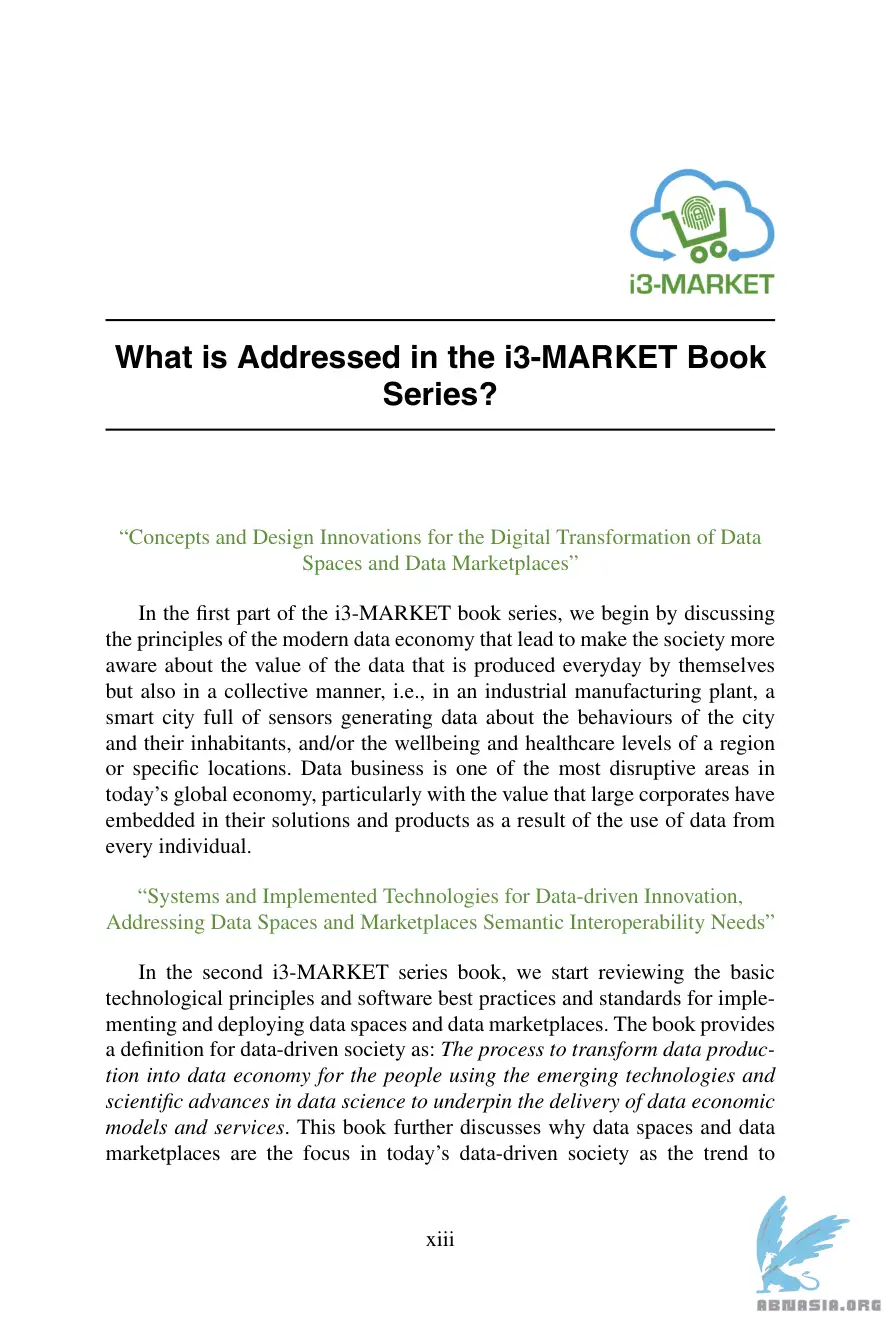 i3-MARKET
What is Addressed in the i3-MARKET Book
Series?
“Concepts and Design Innovations for the Digital Transformation of Data
Spaces and Data Marketplaces”
In the first part of the i3-MARKET book series, we begin by discussing
the principles of the modern data economy that lead to make the society more
aware about the value of the data that is produced everyday by themselves
but also in a collective manner, i.e., in an industrial manufacturing plant, a
smart city full of sensors generating data about the behaviours of the city
and their inhabitants, and/or the wellbeing and healthcare levels of a region
or specific locations. Data business is one of the most disruptive areas in
today’s global economy, particularly with the value that large corporates have
embedded in their solutions and products as a result of the use of data from
every individual.
“Systems and Implemented Technologies for Data-driven Innovation,
Addressing Data Spaces and Marketplaces Semantic Interoperability Needs”
In the second i3-MARKET series book, we start reviewing the basic
technological principles and software best practices and standards for imple-
menting and deploying data spaces and data marketplaces. The book provides
a definition for data-driven society as: The process to transform data produc-
tion into data economy for the people using the emerging technologies and
scientific advances in data science to underpin the delivery of data economic
models and services. This book further discusses why data spaces and data
marketplaces are the focus in today’s data-driven society as the trend to
xiii
ABNASIA.ORG